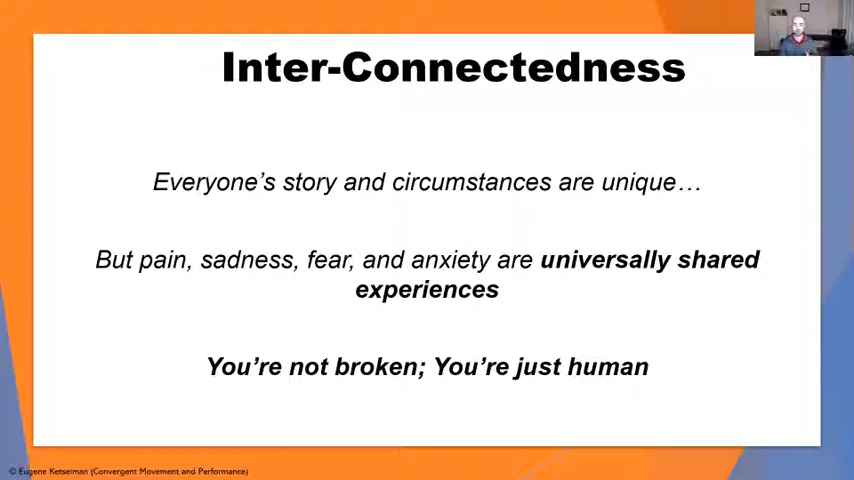 Inter-Connectedness
Everyone’s story and circumstances are unique…
But pain, sadness, fear, and anxiety are universally shared
experiences
You’re not broken; You’re just human
© Eugene Ketselman (Convergent Movement and Performance)